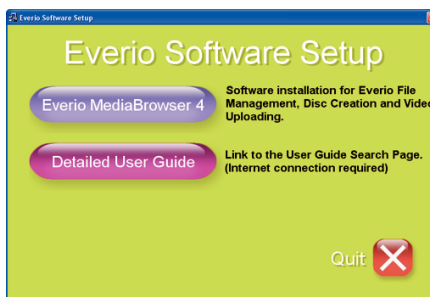 Everio Software Setup
Everio Software Setup
Everio MediaBrowser 4
Software installation for Everio File
Management, Disc Creation and Video
Uploading.
Detailed User Guide
Link to the User Guide Search Page.
(Internet connection required)
Quit